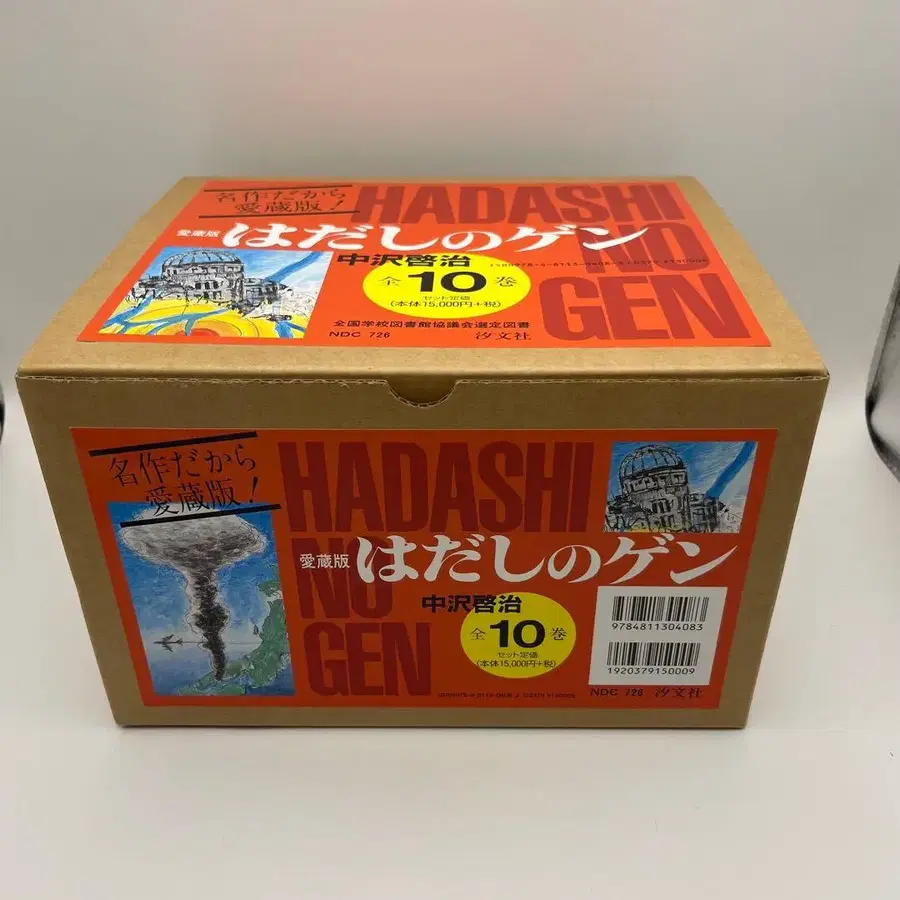 名作だから
愛蔵版!
HADASHI
NO
GEN
愛蔵版
はだしのゲン
中沢啓治
全10巻
セット定価
(本体15,000円+税)
全国学校図書館協議会選定図書
NDC 726
汐文社
名作だから
愛蔵版!
HADASHI
NO
GEN
愛蔵版
はだしのゲン
中沢啓治
全10巻
セット定価
(本体15,000円+税)
9784811304083
1920379150009
NDC 726 汐文社